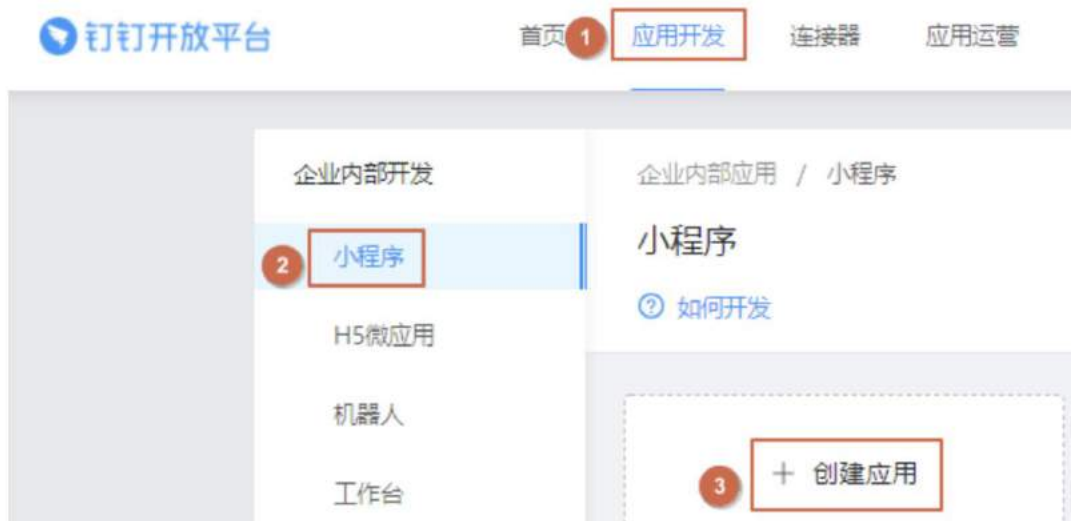 钉钉开放平台 首页 1 应用开发 连接器 应用运营
企业内部开发
2 小程序
H5微应用
机器人
工作台
企业内部应用 / 小程序
小程序
? 如何开发
3 + 创建应用